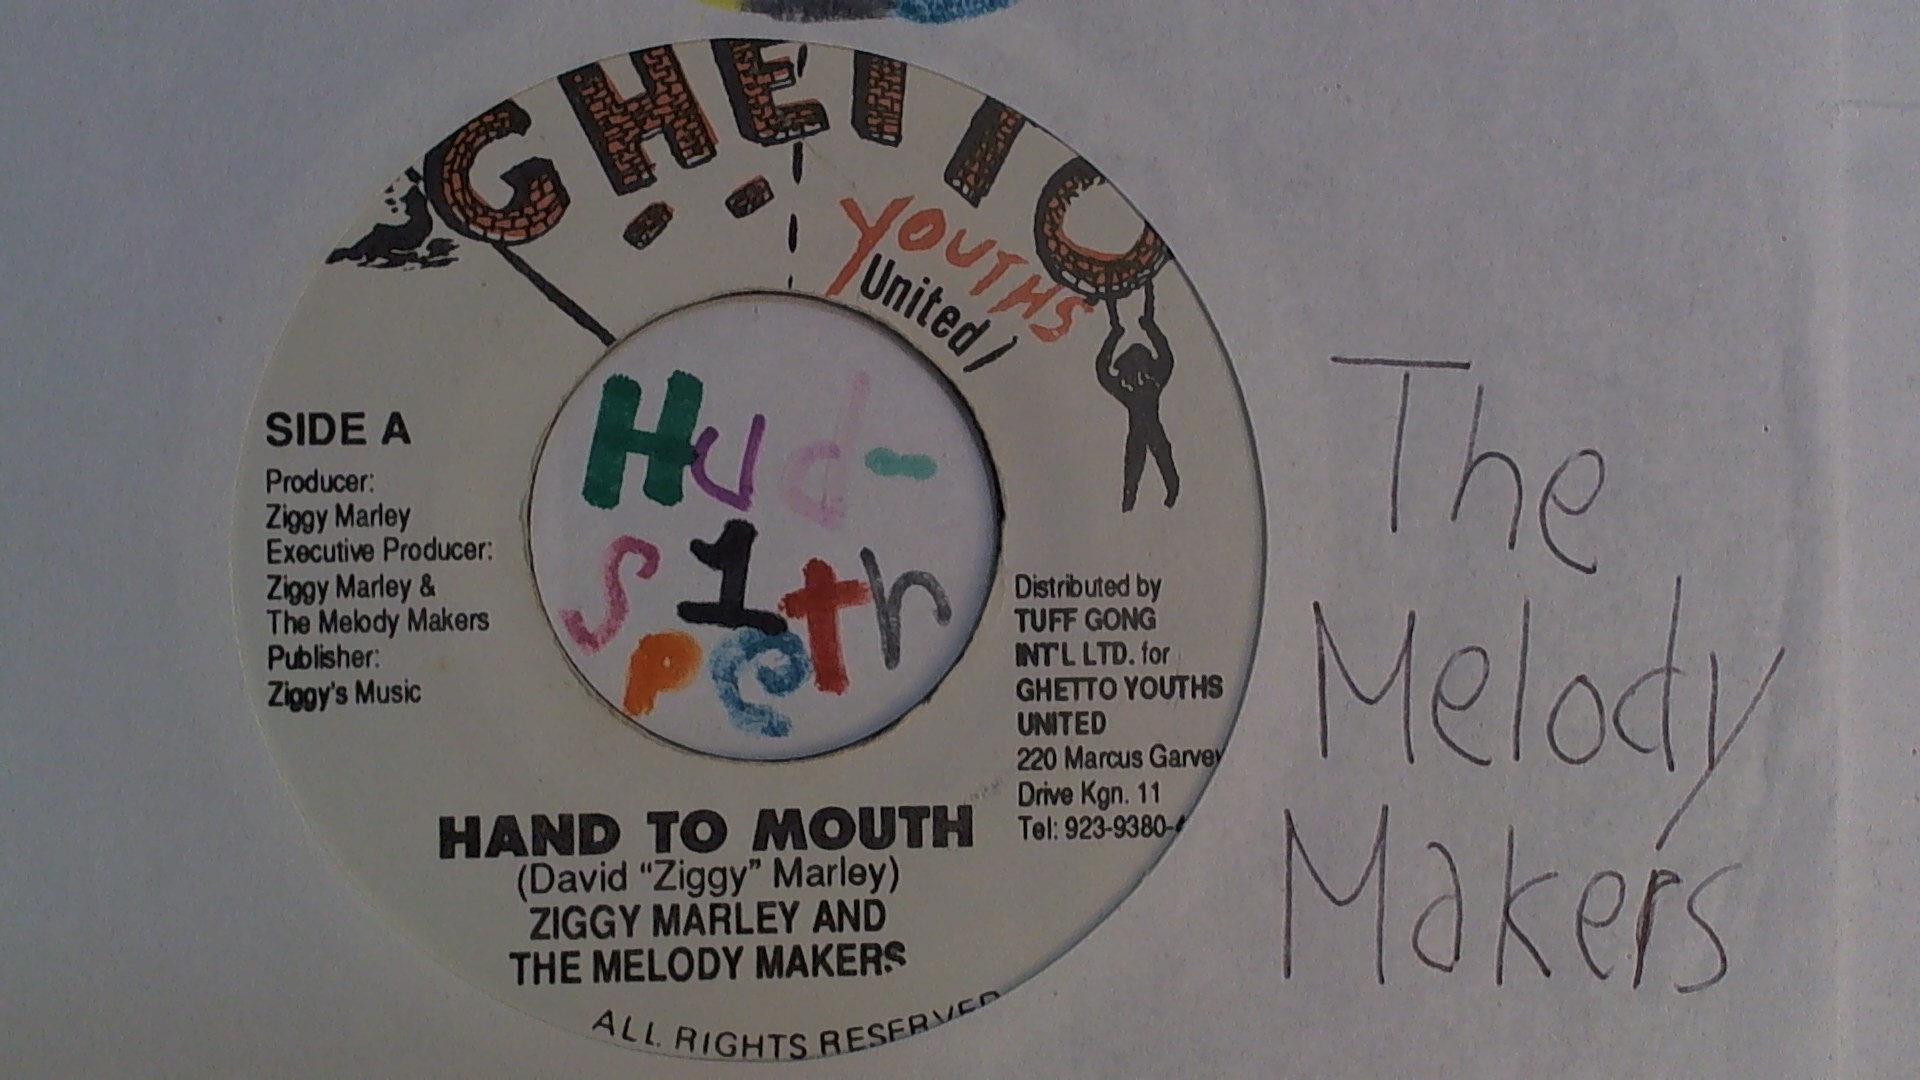 GHETTO
YOUTHS
United
SIDE A
Producer:
Ziggy Marley
Executive Producer:
Ziggy Marley &
The Melody Makers
Publisher:
Ziggy's Music
Hud-
s1th
pe
Distributed by
TUFF GONG
INT'L LTD. for
GHETTO YOUTHS
UNITED
220 Marcus Garvey
Drive Kgn. 11
Tel: 923-9380-
HAND TO MOUTH
(David "Ziggy" Marley)
ZIGGY MARLEY AND
THE MELODY MAKERS
ALL RIGHTS RESERVED
The
Melody
Makers